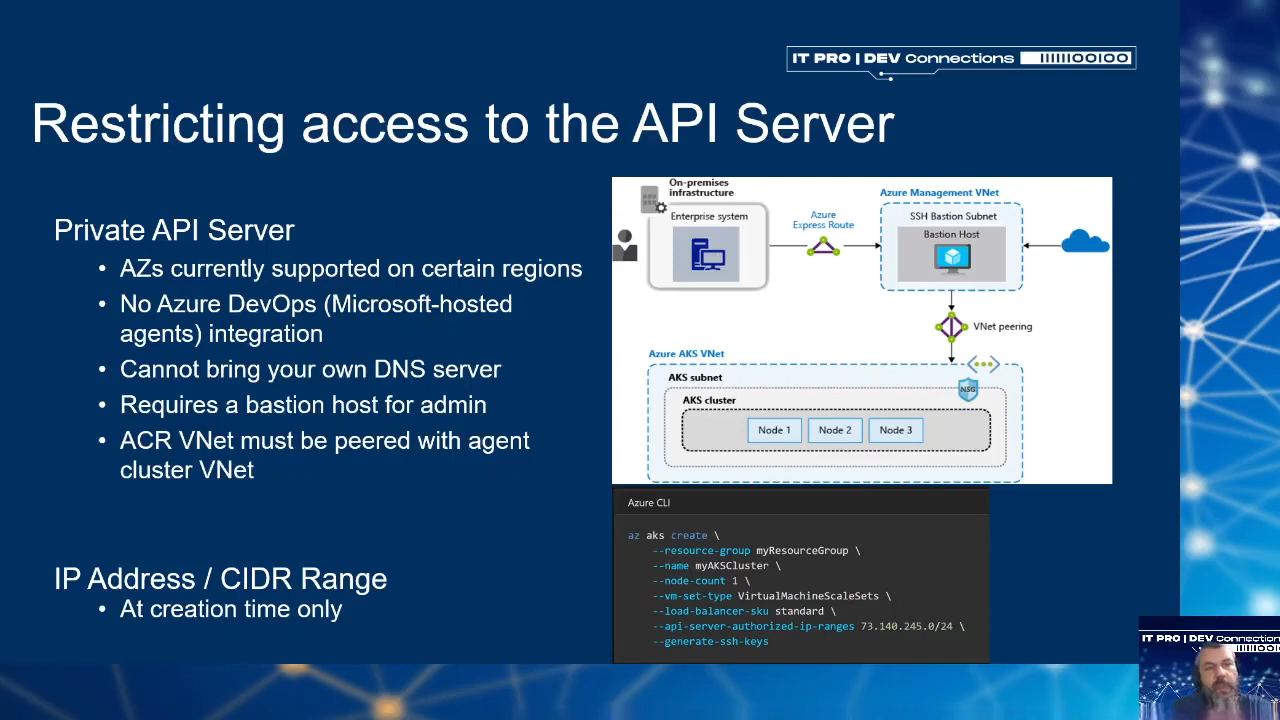 IT PRO | DEV Connections IIIIII00I00
Restricting access to the API Server
Private API Server
• AZs currently supported on certain regions
• No Azure DevOps (Microsoft-hosted
agents) integration
• Cannot bring your own DNS server
• Requires a bastion host for admin
• ACR VNet must be peered with agent
cluster VNet
IP Address / CIDR Range
• At creation time only
On-premises
infrastructure
Enterprise system
Azure
Express Route
Azure Management VNet
SSH Bastion Subnet
Bastion Host
VNet peering
Azure AKS VNet
AKS subnet
NSG
AKS cluster
Node 1
Node 2
Node 3
Azure CLI
az aks create \
--resource-group myResourceGroup \
--name myAKSCluster \
--node-count 1 \
--vm-set-type VirtualMachineScaleSets \
--load-balancer-sku standard \
--api-server-authorized-ip-ranges 73.140.245.0/24 \
--generate-ssh-keys
IT PRO | DEV Connections